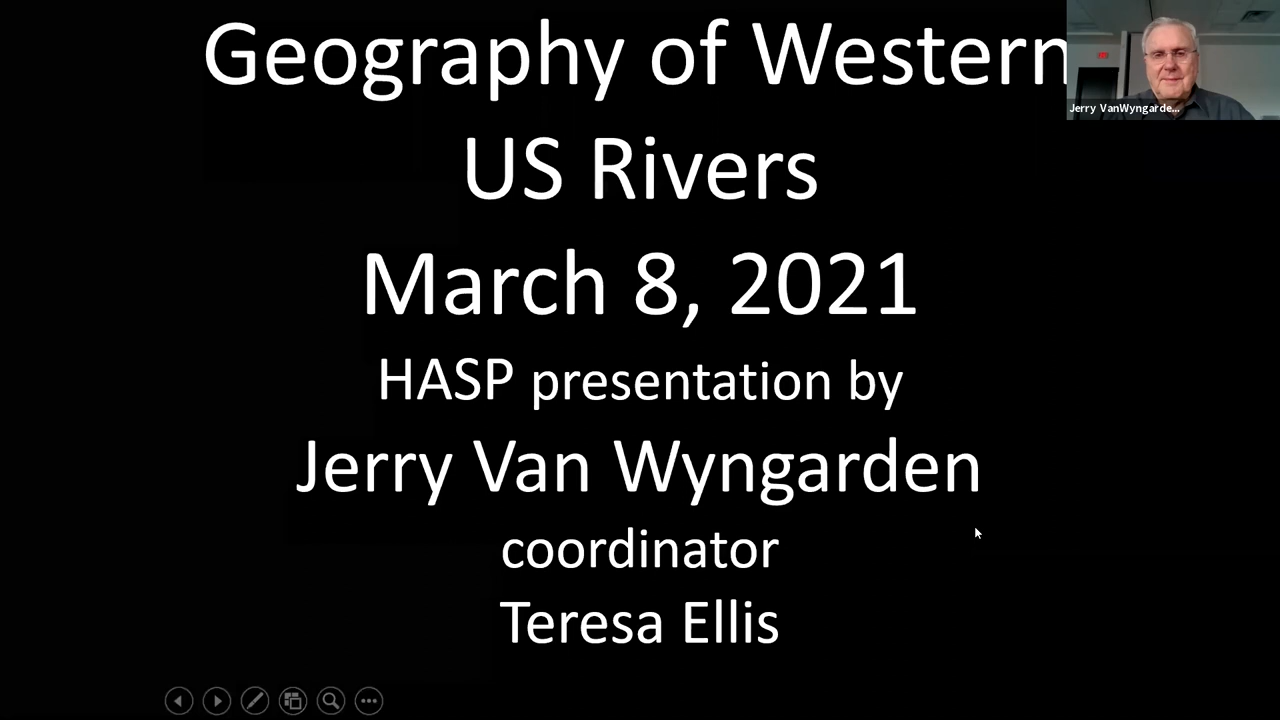 Geography of Western
US Rivers
March 8, 2021
HASP presentation by
Jerry Van Wyngarden
coordinator
Teresa Ellis
Jerry VanWyngarde...